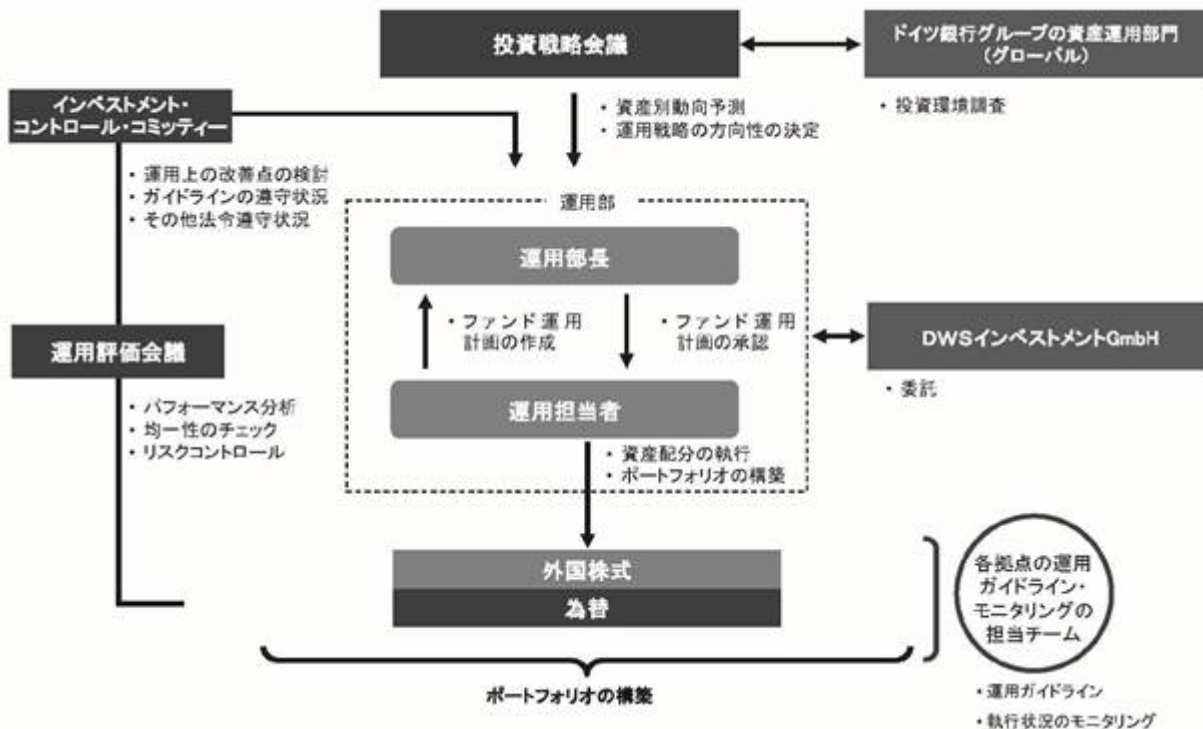 投資戦略会議
ドイツ銀行グループの資産運用部門
(グローバル)
・投資環境調査
・資産別動向予測
・運用戦略の方向性の決定
インベストメント・
コントロール・コミッティー
・運用上の改善点の検討
・ガイドラインの遵守状況
・その他法令遵守状況
運用部
運用部長
・ファンド運用
計画の作成
・ファンド運用
計画の承認
運用評価会議
DWSインベストメントGmbH
・委託
・パフォーマンス分析
・均一性のチェック
・リスクコントロール
運用担当者
・資産配分の執行
・ポートフォリオの構築
外国株式
為替
各拠点の運用
ガイドライン・
モニタリングの
担当チーム
・運用ガイドライン
・執行状況のモニタリング
ポートフォリオの構築